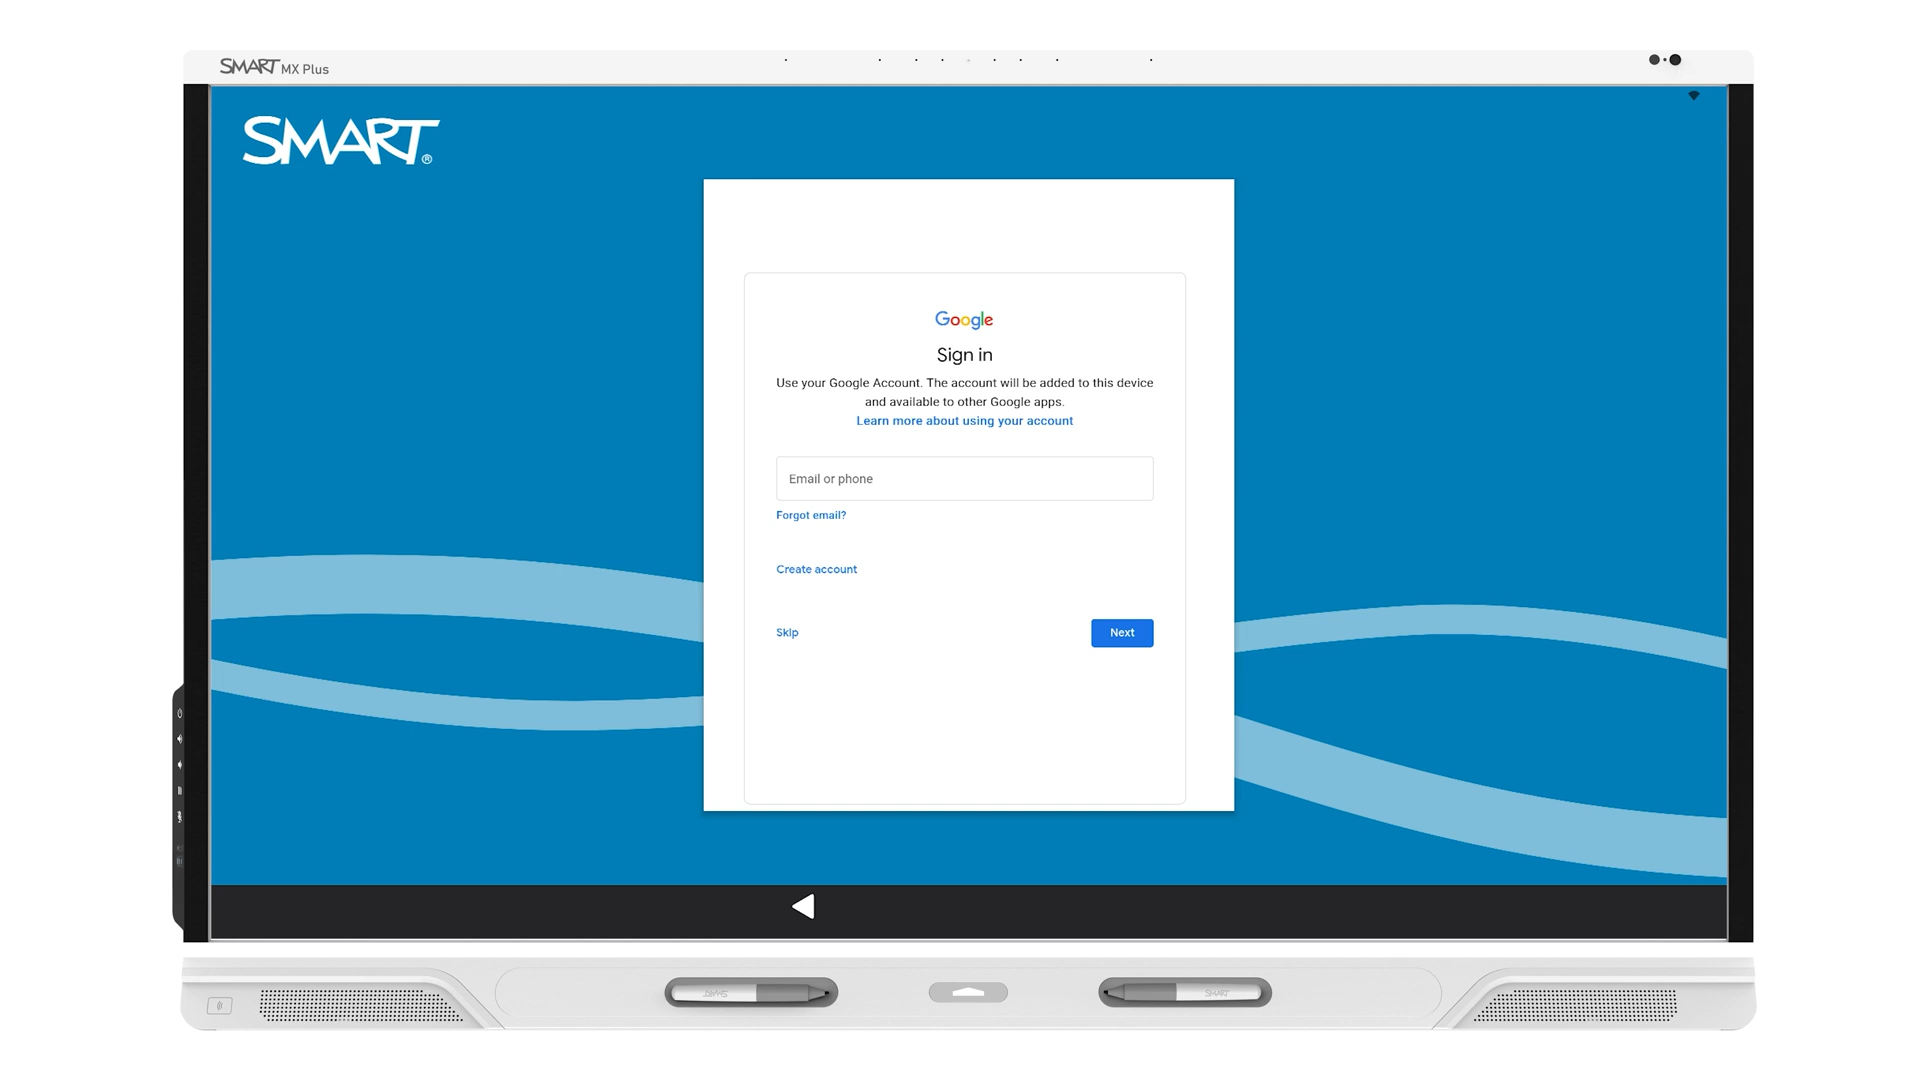 SMART MX Plus
SMART®
Google
Sign in
Use your Google Account. The account will be added to this device
and available to other Google apps.
Learn more about using your account
Email or phone
Forgot email?
Create account
Skip
Next
SMART
SMART